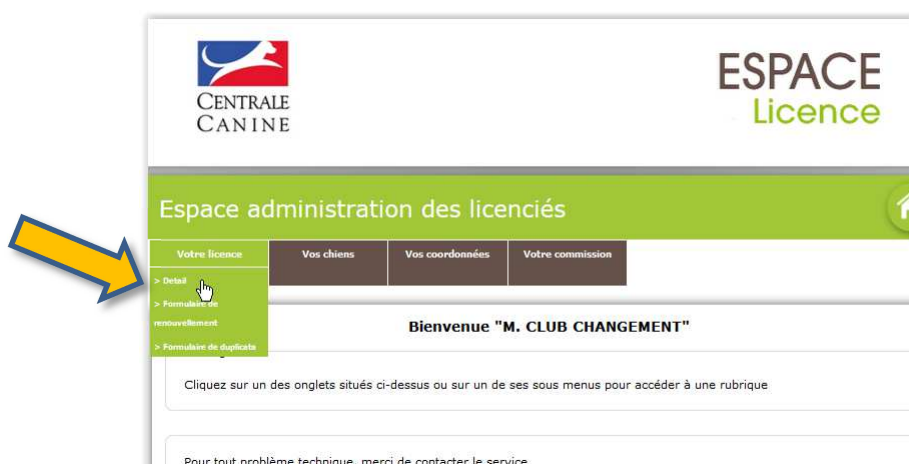 CENTRALE
CANINE
ESPACE
Licence
Espace administration des licenciés
Votre licence
Vos chiens
Vos coordonnées
Votre commission
> Detail
> Formulaire de
renouvellement
> Formulaire de duplicata
Bienvenue "M. CLUB CHANGEMENT"
Cliquez sur un des onglets situés ci-dessus ou sur un de ses sous menus pour accéder à une rubrique
Pour tout problème technique, merci de contacter le service